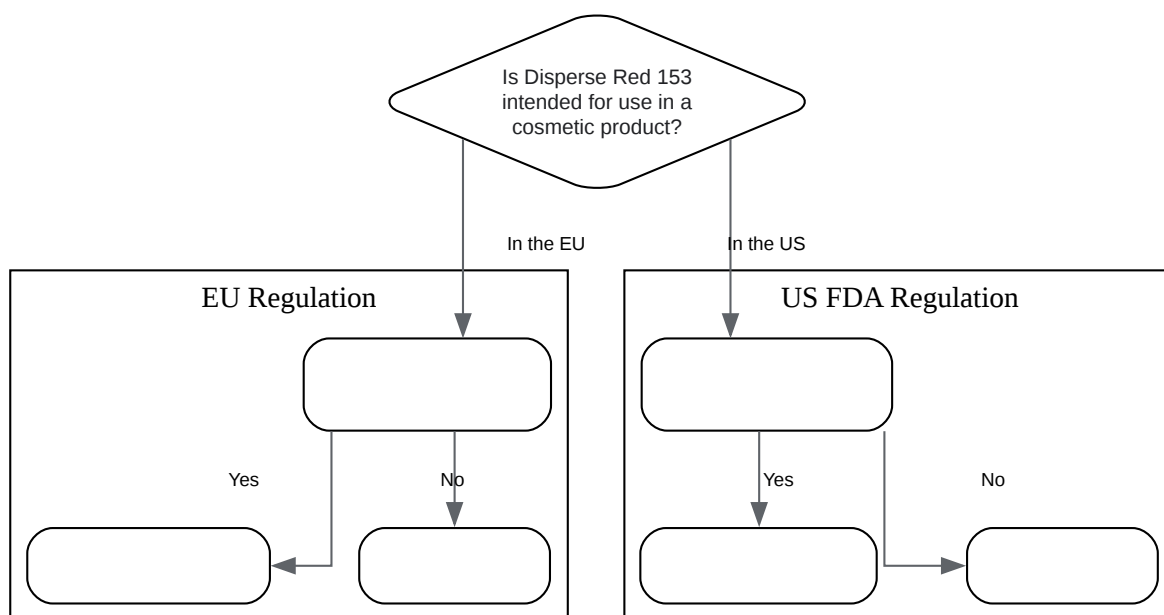 Is Disperse Red 153
intended for use in a
cosmetic product?
In the EU
In the US
EU Regulation
US FDA Regulation
Yes
No
Yes
No